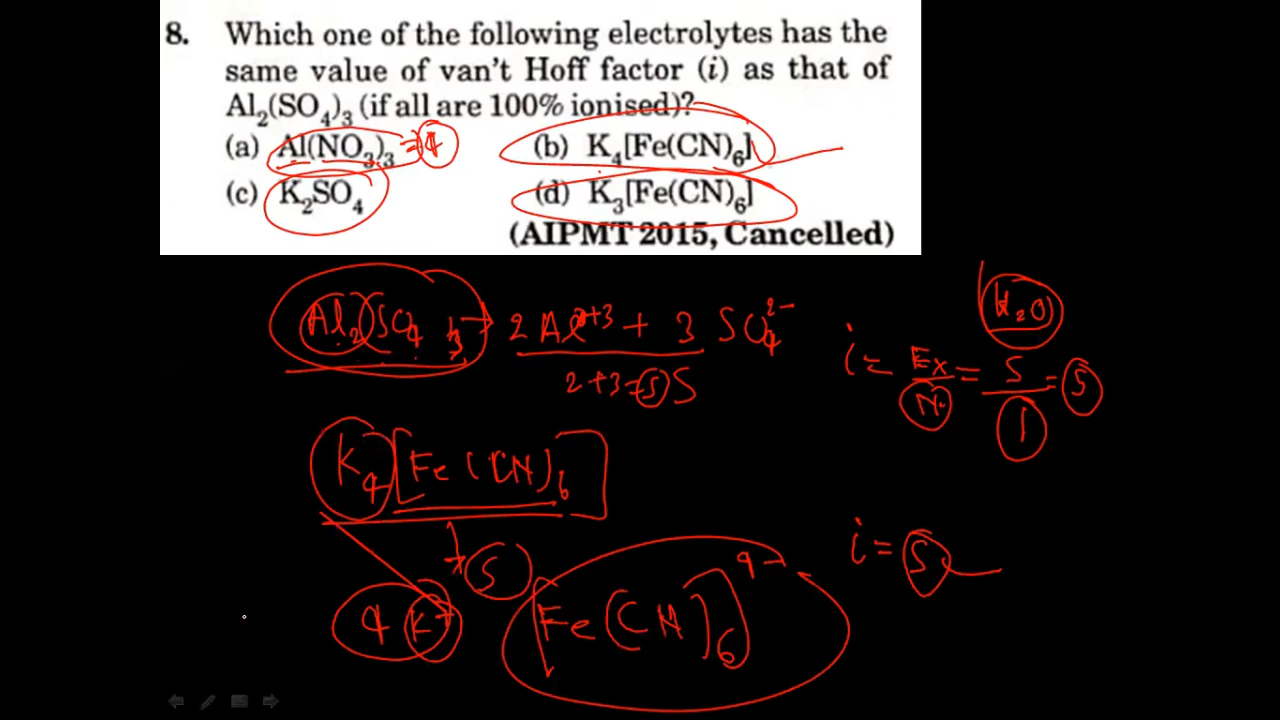 8. Which one of the following electrolytes has the
same value of van't Hoff factor (i) as that of
Al₂(SO₄)₃ (if all are 100% ionised)?
(a) Al(NO₃)₃ = 4 (b) K₄[Fe(CN)₆]
(c) K₂SO₄ (d) K₃[Fe(CN)₆]
(AIPMT 2015, Cancelled)
H₂O
Al₂(SO₄)₃ → 2Al⁺³ + 3SO₄²⁻
i = Ex/N = 5/1 = 5
2+3=5
K₄[Fe(CN)₆]
→ 5
i = 5
4K⁺ [Fe(CN)₆]⁴⁻